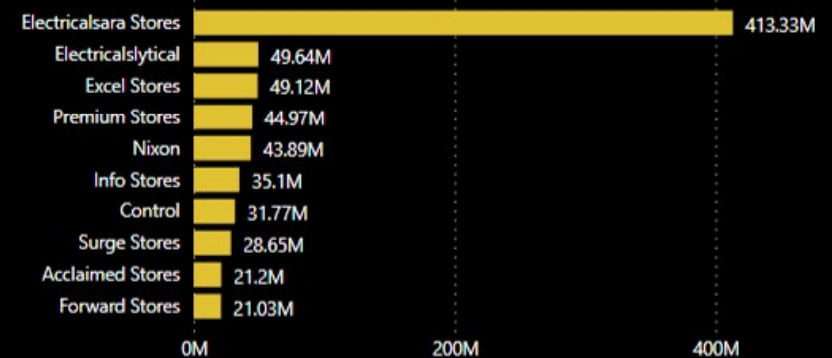 Electricalsara Stores 413.33M
Electricalslytical 49.64M
Excel Stores 49.12M
Premium Stores 44.97M
Nixon 43.89M
Info Stores 35.1M
Control 31.77M
Surge Stores 28.65M
Acclaimed Stores 21.2M
Forward Stores 21.03M
0M 200M 400M